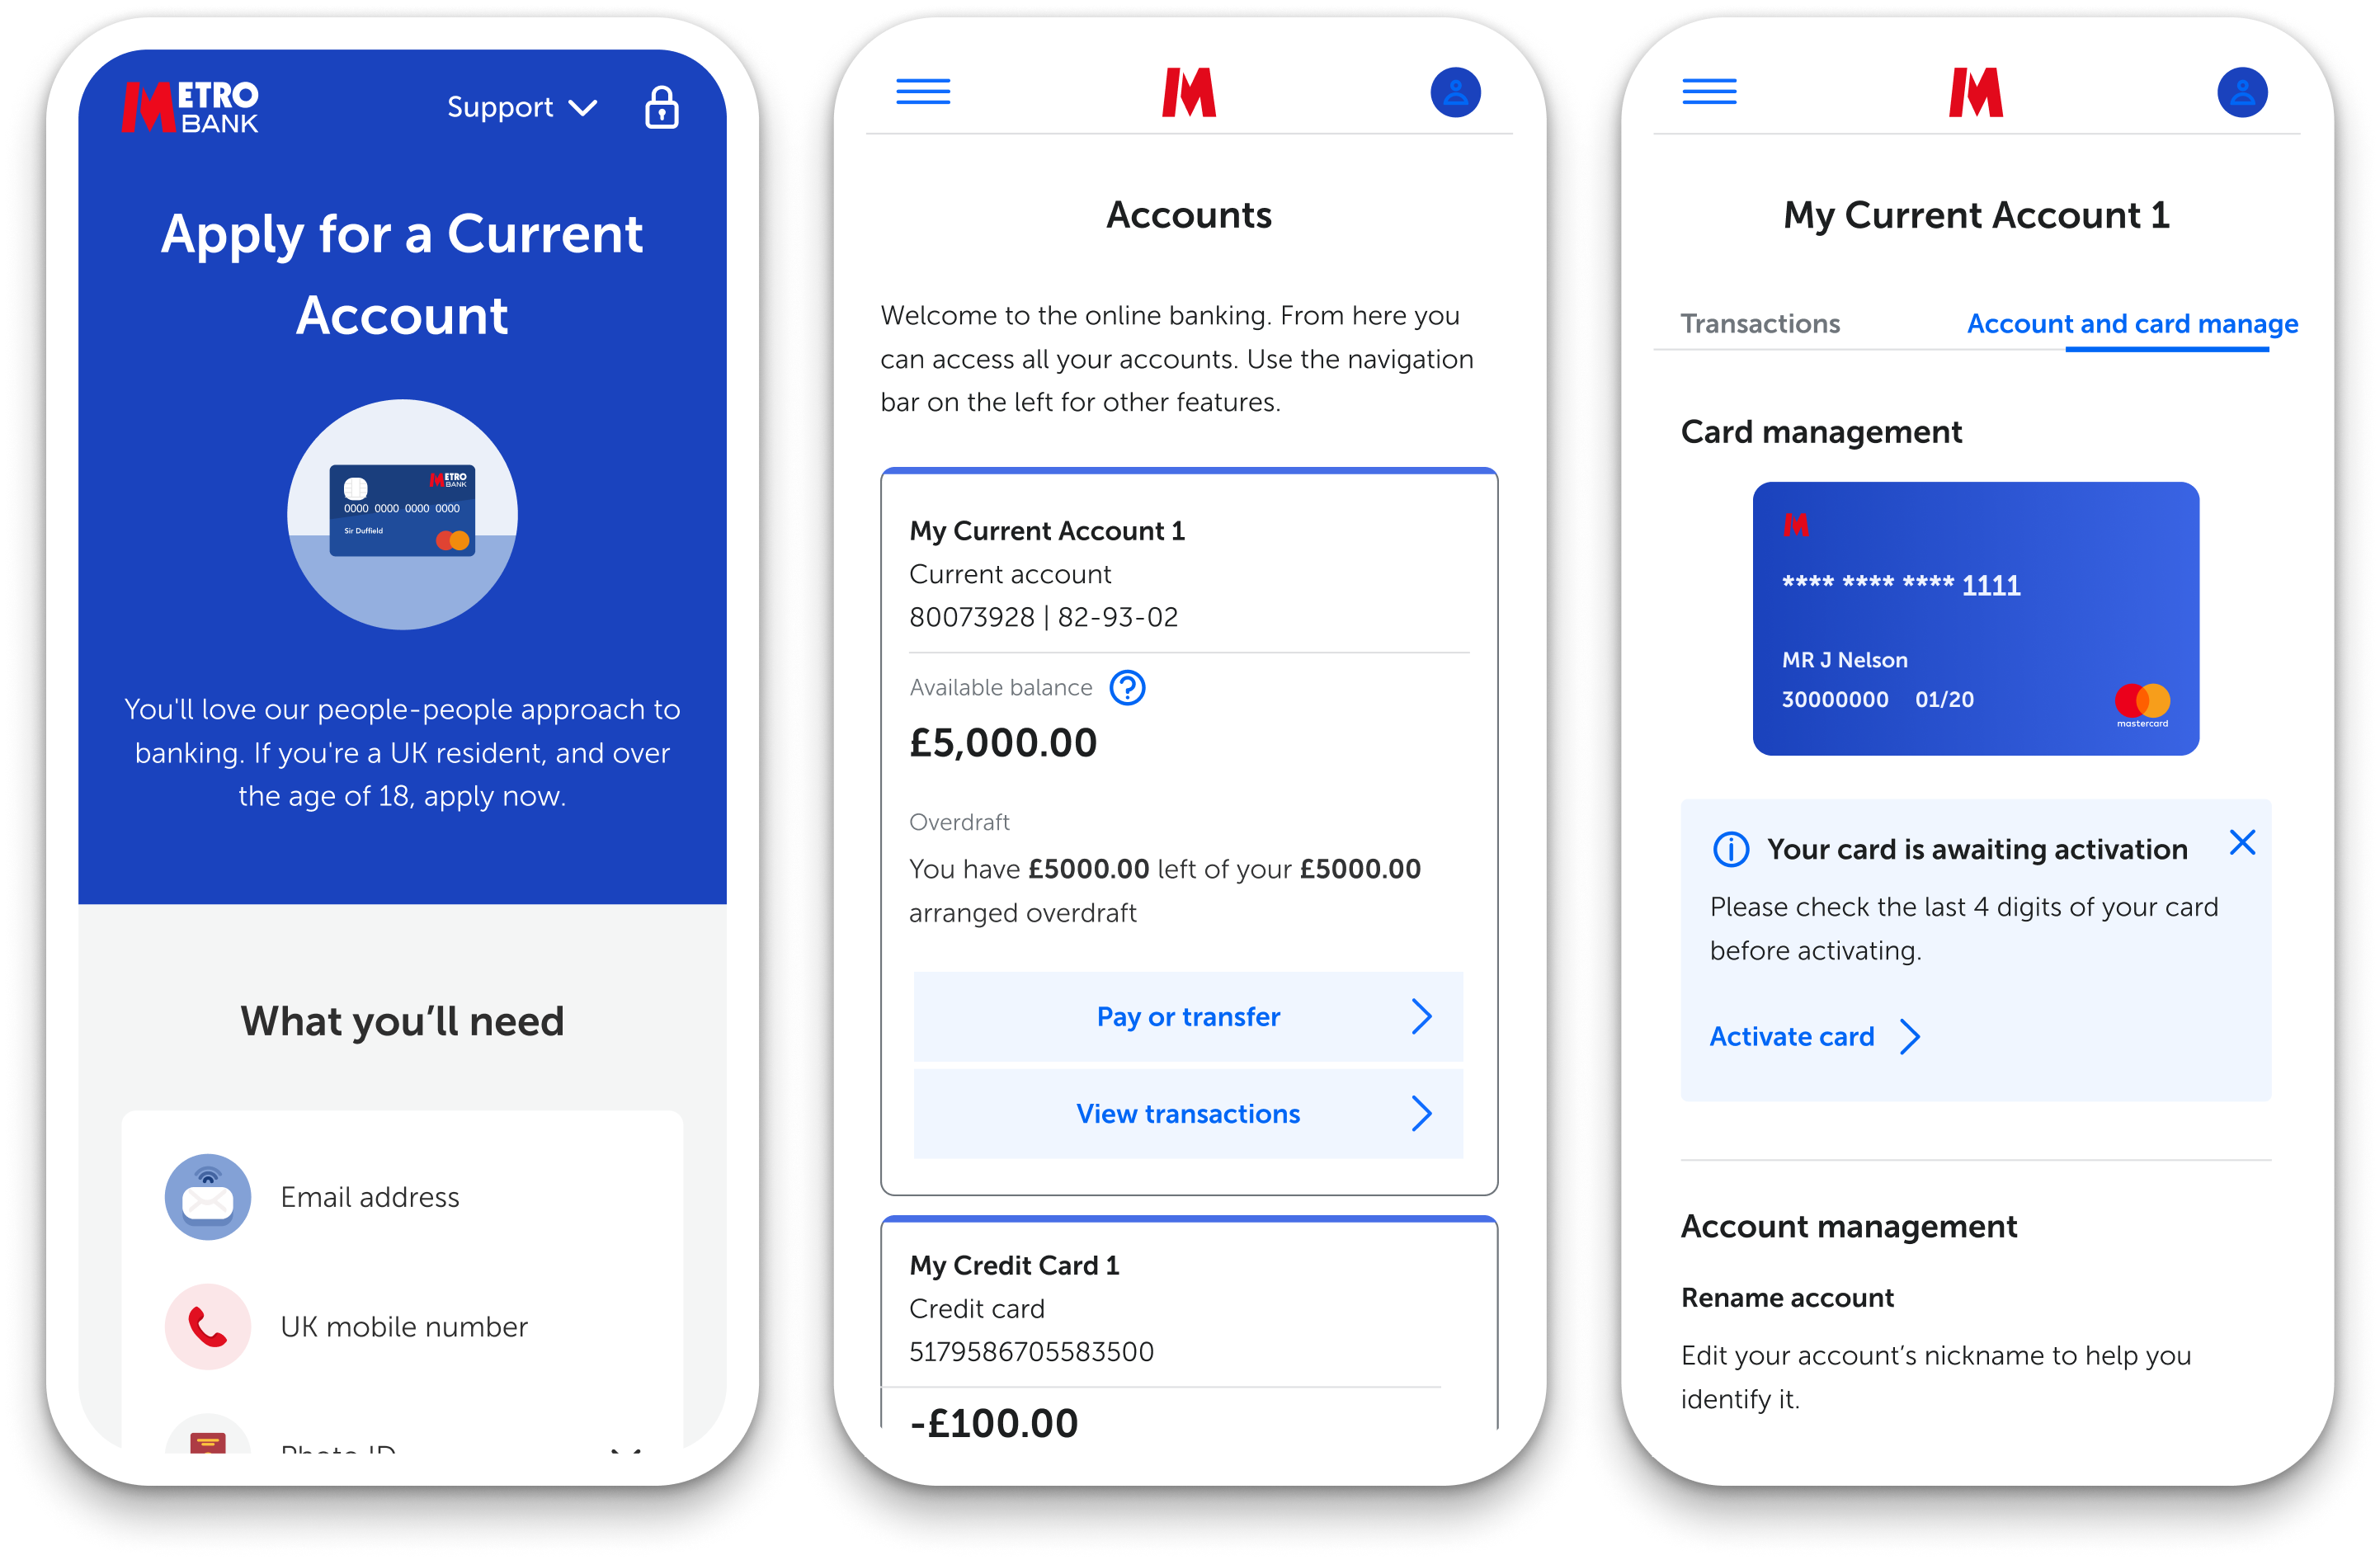 METRO
BANK
Support
Apply for a Current
Account
METRO
BANK
0000 0000 0000 0000
Sir Duffield
You'll love our people-people approach to
banking. If you're a UK resident, and over
the age of 18, apply now.
What you’ll need
Email address
UK mobile number
Photo ID
M
Accounts
Welcome to the online banking. From here you
can access all your accounts. Use the navigation
bar on the left for other features.
My Current Account 1
Current account
80073928 | 82-93-02
Available balance ?
£5,000.00
Overdraft
You have £5000.00 left of your £5000.00
arranged overdraft
Pay or transfer
View transactions
My Credit Card 1
Credit card
5179586705583500
-£100.00
M
My Current Account 1
Transactions Account and card manage
Card management
M
**** **** **** 1111
MR J Nelson
30000000 01/20
mastercard
Your card is awaiting activation
Please check the last 4 digits of your card
before activating.
Activate card
Account management
Rename account
Edit your account’s nickname to help you
identify it.